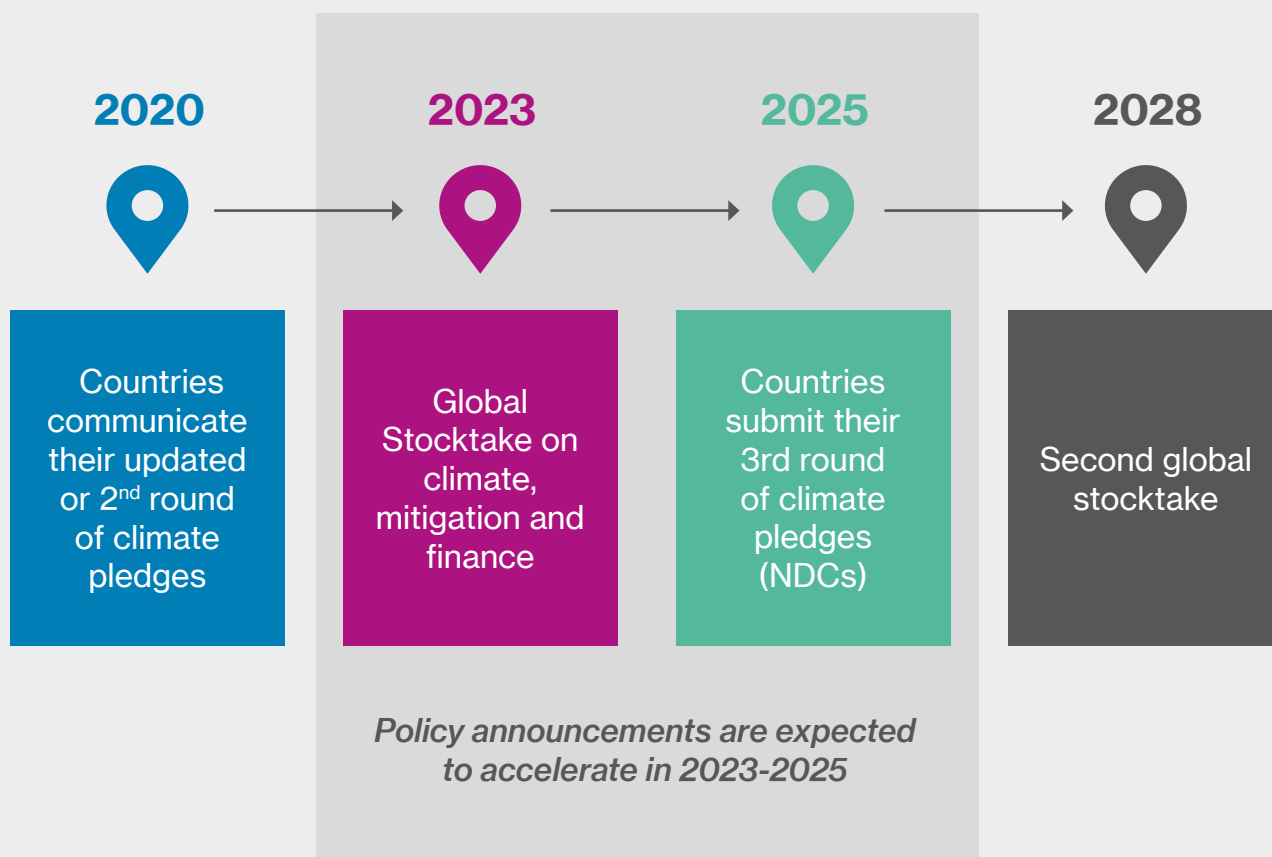 2020
2023
2025
2028
Countries
communicate
their updated
or 2nd round
of climate
pledges
Global
Stocktake on
climate,
mitigation and
finance
Countries
submit their
3rd round
of climate
pledges
(NDCs)
Second global
stocktake
Policy announcements are expected
to accelerate in 2023-2025